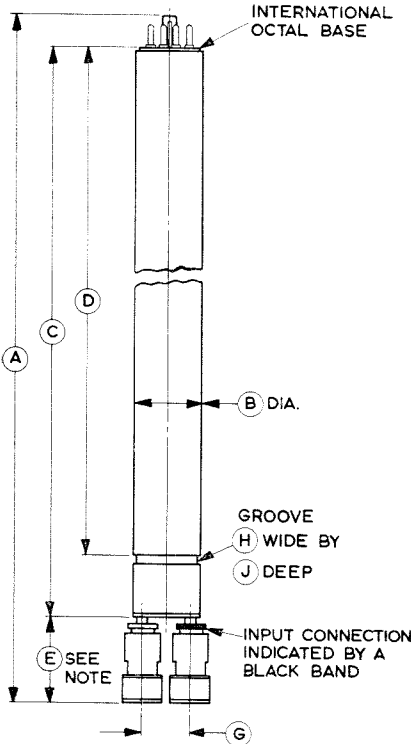 INTERNATIONAL
OCTAL BASE
D
C
A
B DIA.
GROOVE
H WIDE BY
J DEEP
INPUT CONNECTION
INDICATED BY A
BLACK BAND
E SEE
NOTE
G